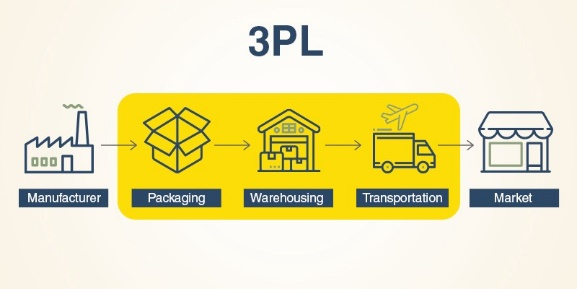 3PL
Manufacturer
Packaging
Warehousing
Transportation
Market